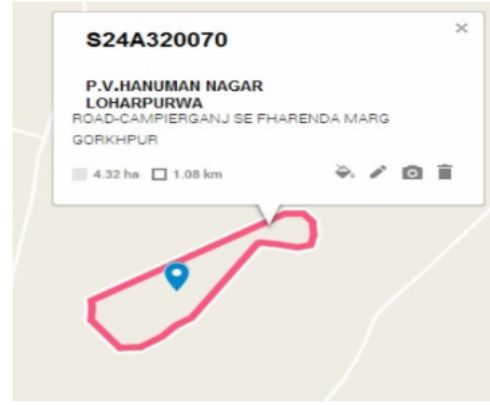 S24A320070
P.V.HANUMAN NAGAR
LOHARPURWA
ROAD-CAMPIERGANJ SE FHARENDA MARG
GORKHPUR
4.32 ha 1.08 km